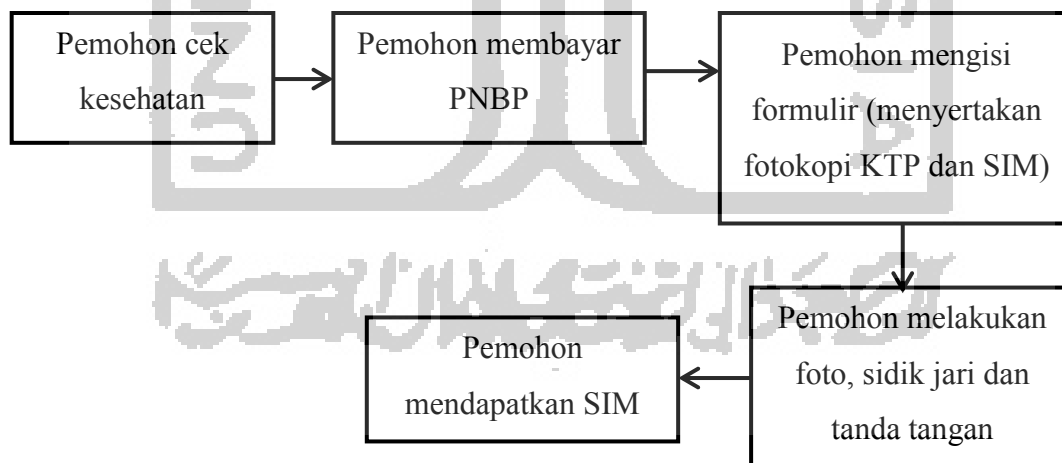 Pemohon cek
kesehatan
Pemohon membayar
PNBP
Pemohon mengisi
formulir (menyertakan
fotokopi KTP dan SIM)
Pemohon melakukan
foto, sidik jari dan
tanda tangan
Pemohon
mendapatkan SIM